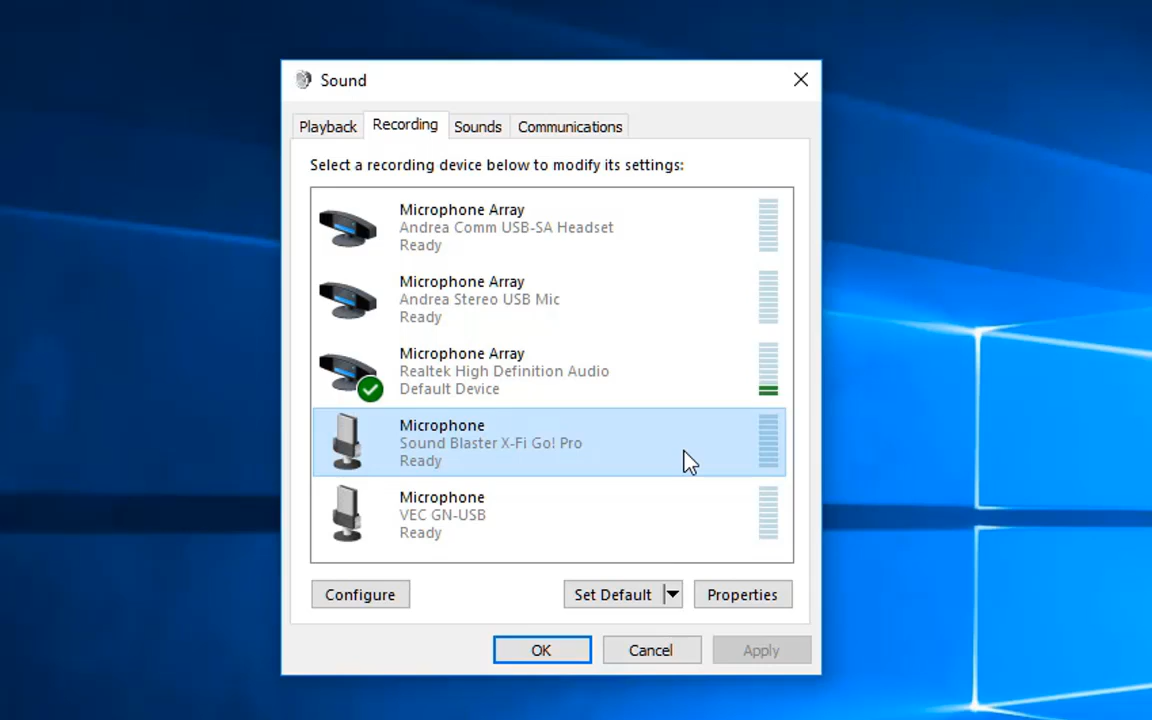 Sound
Playback
Recording
Sounds
Communications
Select a recording device below to modify its settings:
Microphone Array
Andrea Comm USB-SA Headset
Ready
Microphone Array
Andrea Stereo USB Mic
Ready
Microphone Array
Realtek High Definition Audio
Default Device
Microphone
Sound Blaster X-Fi Go! Pro
Ready
Microphone
VEC GN-USB
Ready
Configure
Set Default
Properties
OK
Cancel
Apply